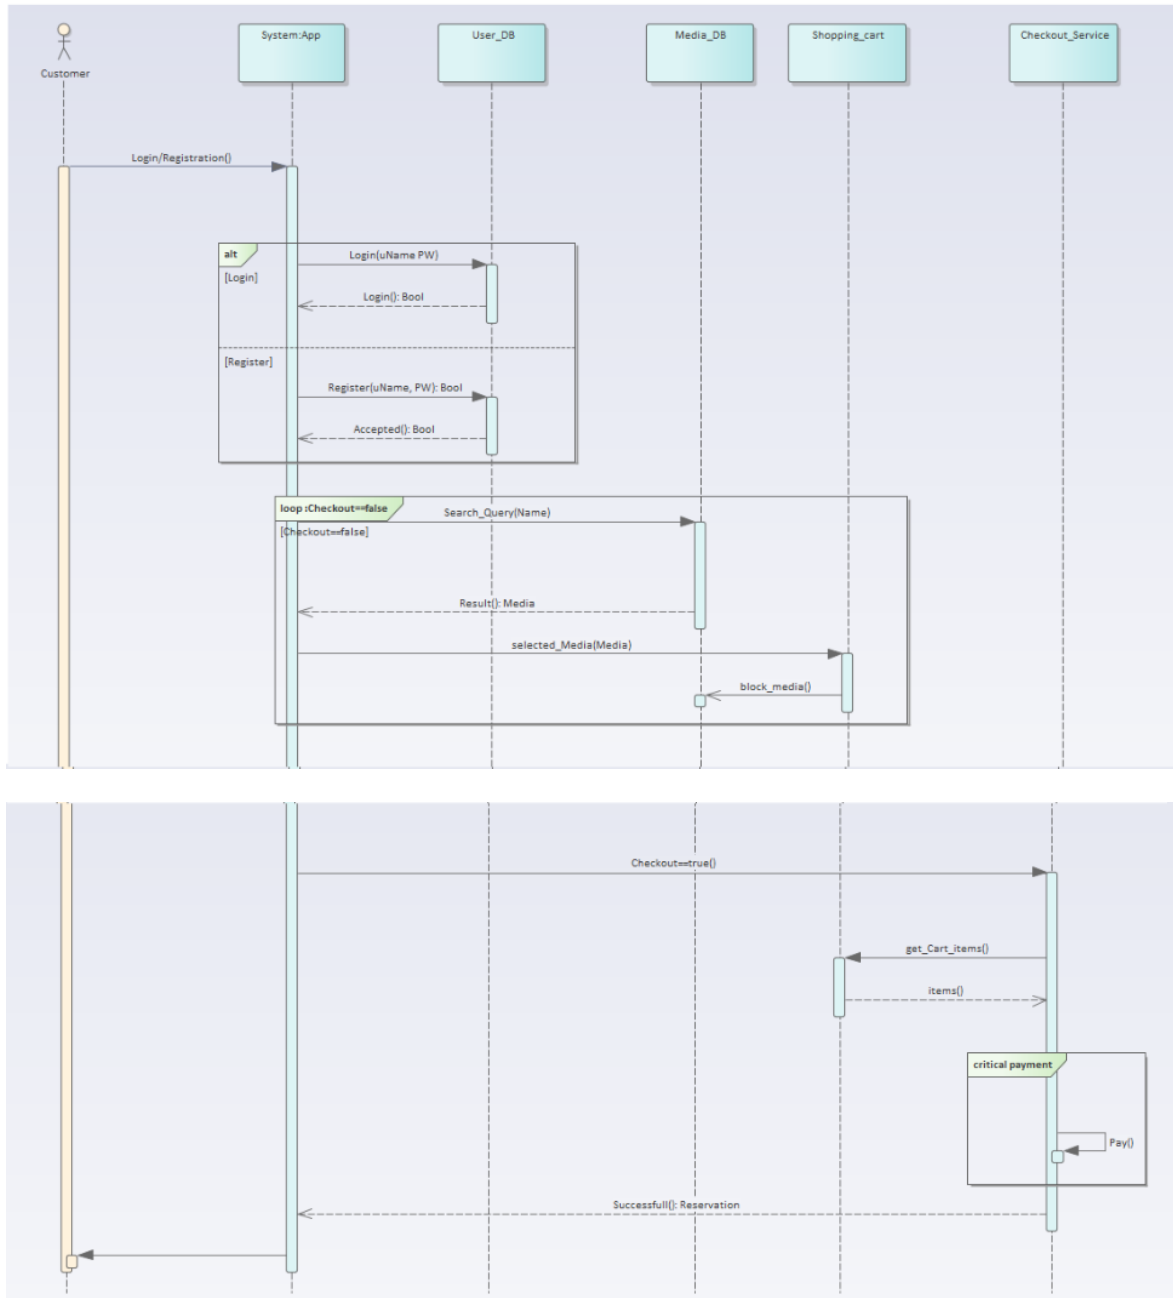 System:App
User_DB
Media_DB
Shopping_cart
Checkout_Service
Customer
Login/Registration()
alt
Login(uName PW)
[Login]
Login(): Bool
[Register]
Register(uName, PW): Bool
Accepted(): Bool
loop :Checkout==false
Search_Query(Name)
[Checkout==false]
Result(): Media
selected_Media(Media)
block_media()
Checkout==true()
get_Cart_items()
items()
critical payment
Pay()
Successfull(): Reservation